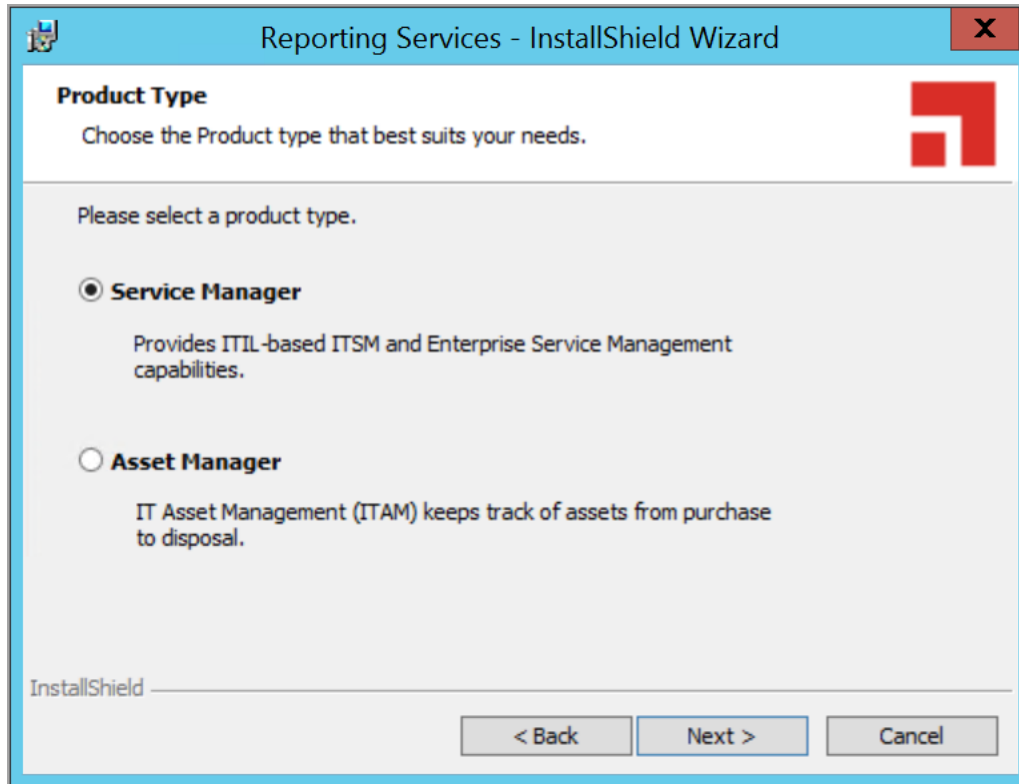 Reporting Services - InstallShield Wizard
X
Product Type
Choose the Product type that best suits your needs.
Please select a product type.
Service Manager
Provides ITIL-based ITSM and Enterprise Service Management
capabilities.
Asset Manager
IT Asset Management (ITAM) keeps track of assets from purchase
to disposal.
InstallShield
< Back
Next >
Cancel